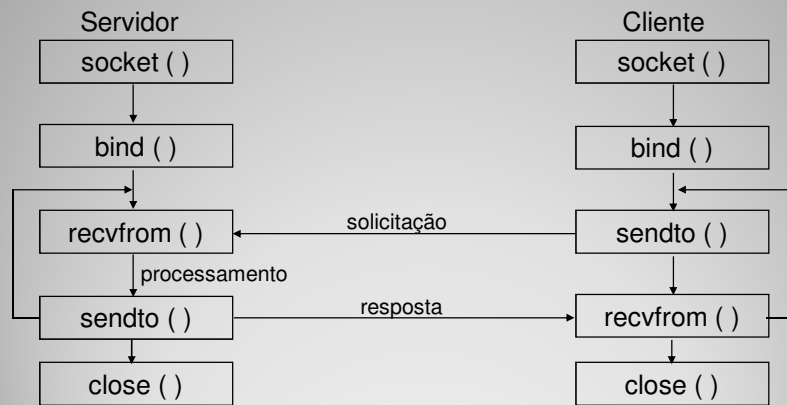 Servidor
Cliente
socket ( )
socket ( )
bind ( )
bind ( )
recvfrom ( )
solicitação
sendto ( )
processamento
sendto ( )
resposta
recvfrom ( )
close ( )
close ( )